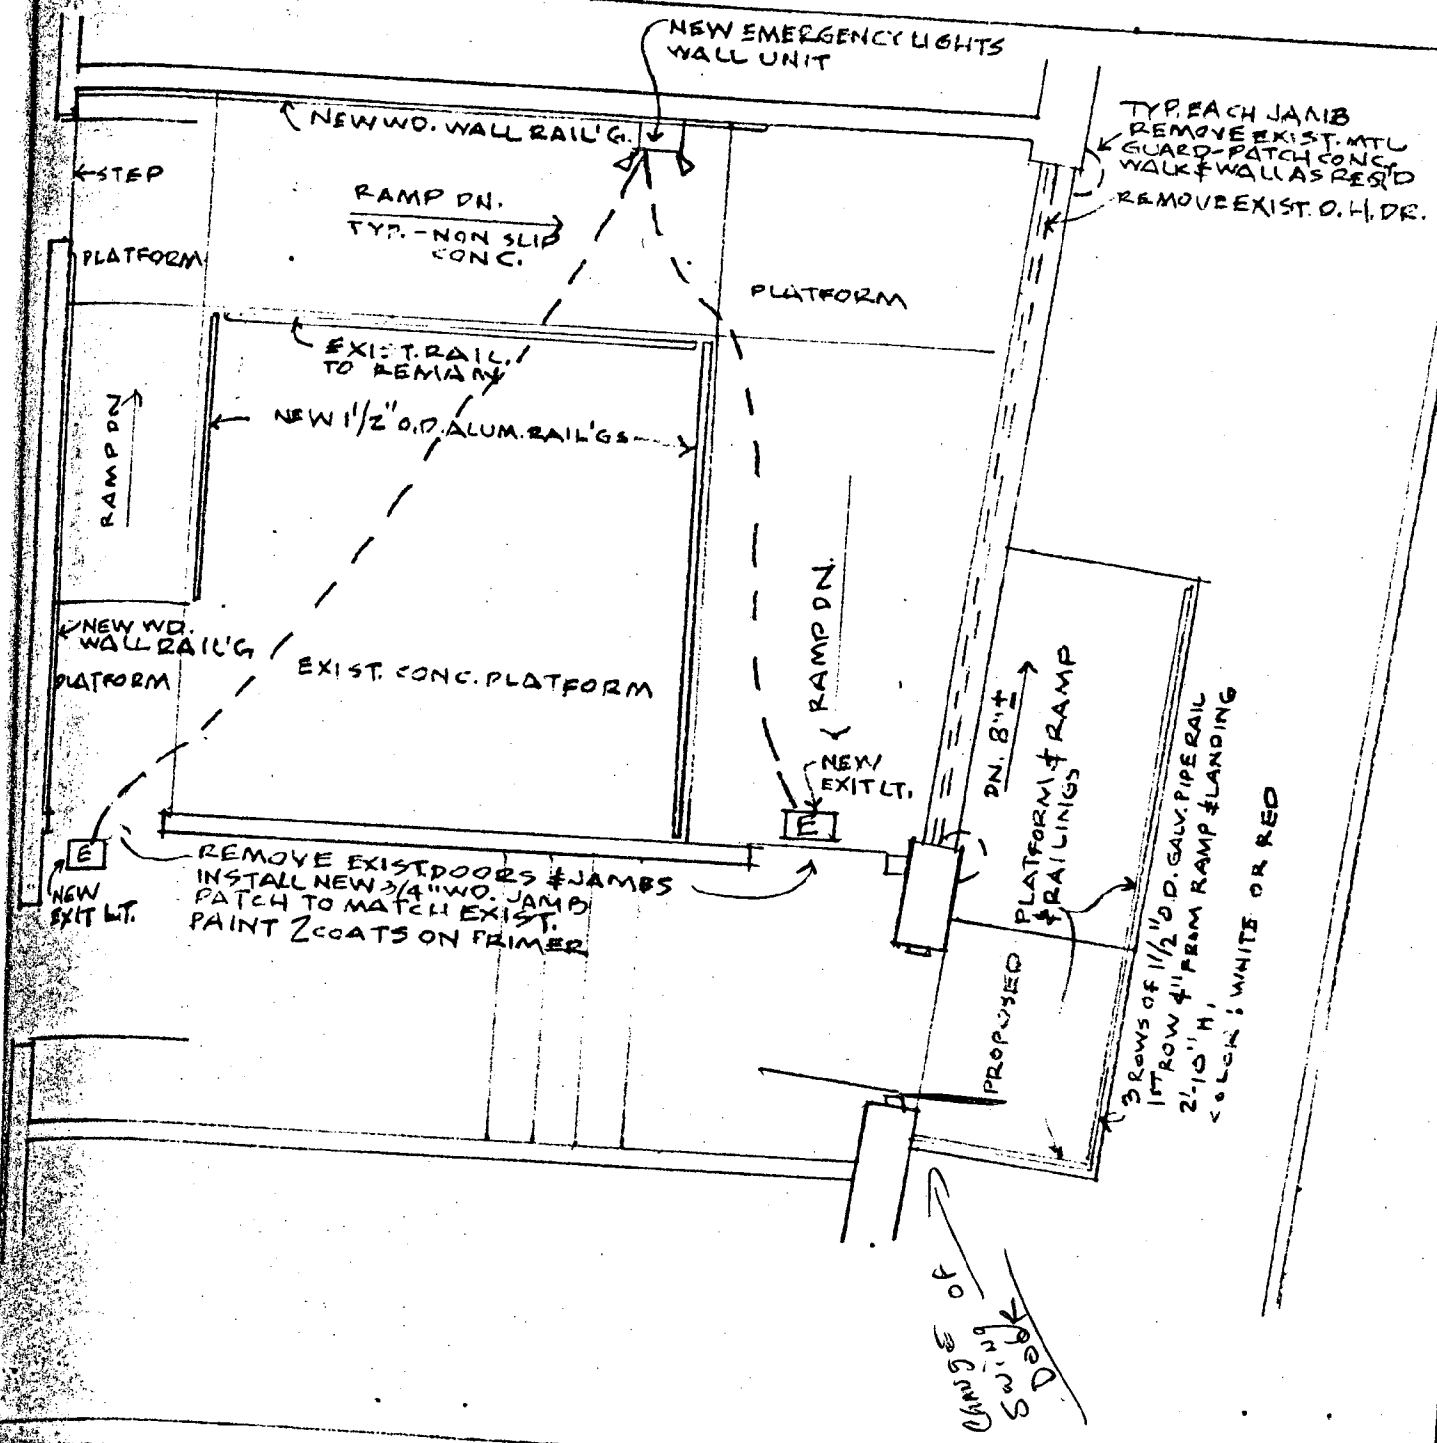 NEW EMERGENCY LIGHTS
WALL UNIT
NEW WD. WALL RAIL'G.
TYP. EACH JAMB
REMOVE EXIST. MTL
GUARD-PATCH CONC.
WALK & WALL AS REQ'D
REMOVE EXIST. O.H. DR.
STEP
RAMP DN.
TYP. - NON SLIP
CONC.
PLATFORM
PLATFORM
EXIST. RAIL.
TO REMAIN
NEW 1 1/2" O.D. ALUM. RAIL'GS
RAMP DN
RAMP DN.
NEW WD.
WALL RAIL'G
PLATFORM
EXIST. CONC. PLATFORM
NEW
EXIT LT.
E
E
NEW
EXIT LT.
REMOVE EXIST DOORS & JAMBS
INSTALL NEW 3/4" WD. JAMB
PATCH TO MATCH EXIST.
PAINT 2 COATS ON PRIMER
DN. 8"±
PROPOSED
PLATFORM & RAMP
& RAILINGS
3 ROWS OF 1 1/2" O.D. GALV. PIPE RAIL
1ST ROW 4" FROM RAMP & LANDING
2'-10" H.
COLOR: WHITE OR RED
CHANGE OF
SWING
DOOR